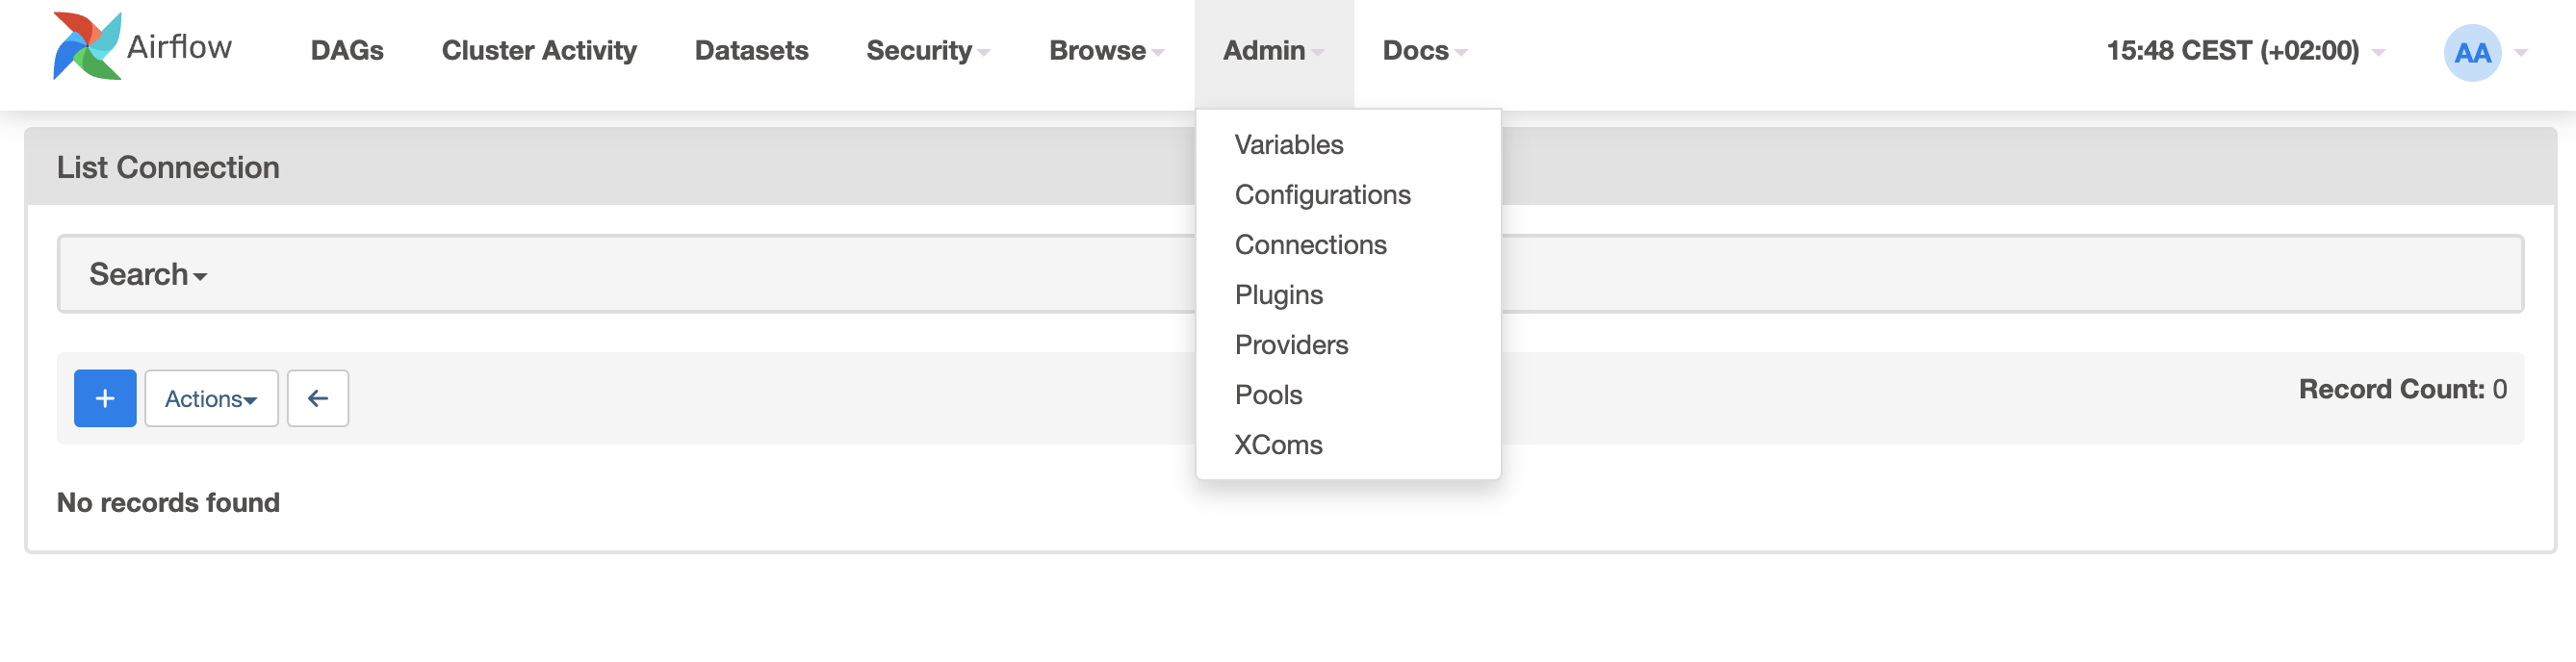 Airflow DAGs Cluster Activity Datasets Security Browse Admin Docs 15:48 CEST (+02:00) AA
Variables
Configurations
Connections
Plugins
Providers
Pools
XComs
List Connection
Search
Actions
Record Count: 0
No records found